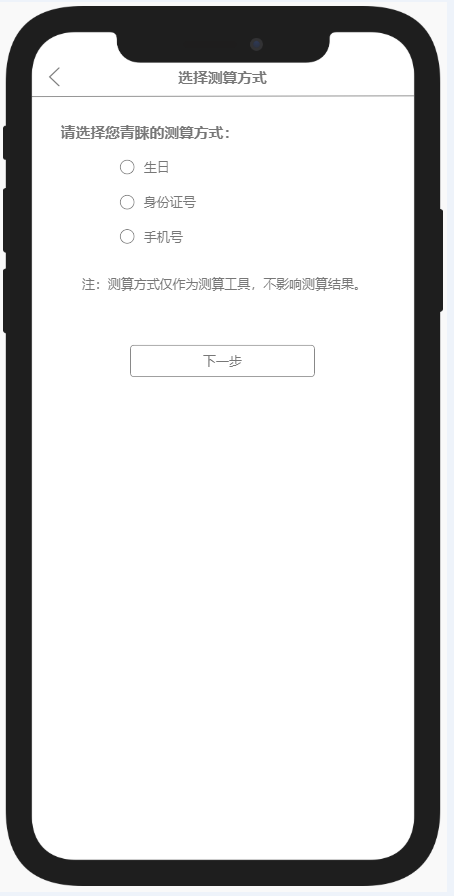 选择测算方式
请选择您青睐的测算方式：
生日
身份证号
手机号
注：测算方式仅作为测算工具，不影响测算结果。
下一步